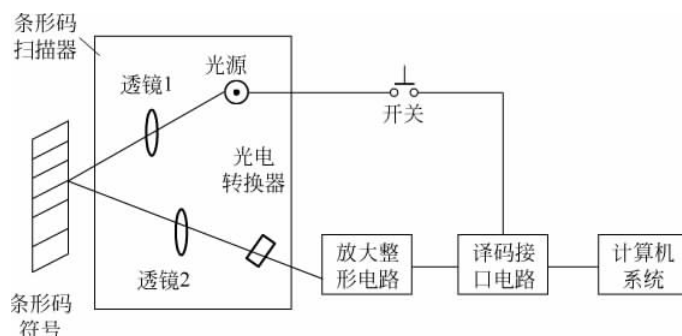 条形码
扫描器
光源
透镜1
开关
光电
转换器
放大整
形电路
译码接
口电路
计算机
系统
透镜2
条形码
符号